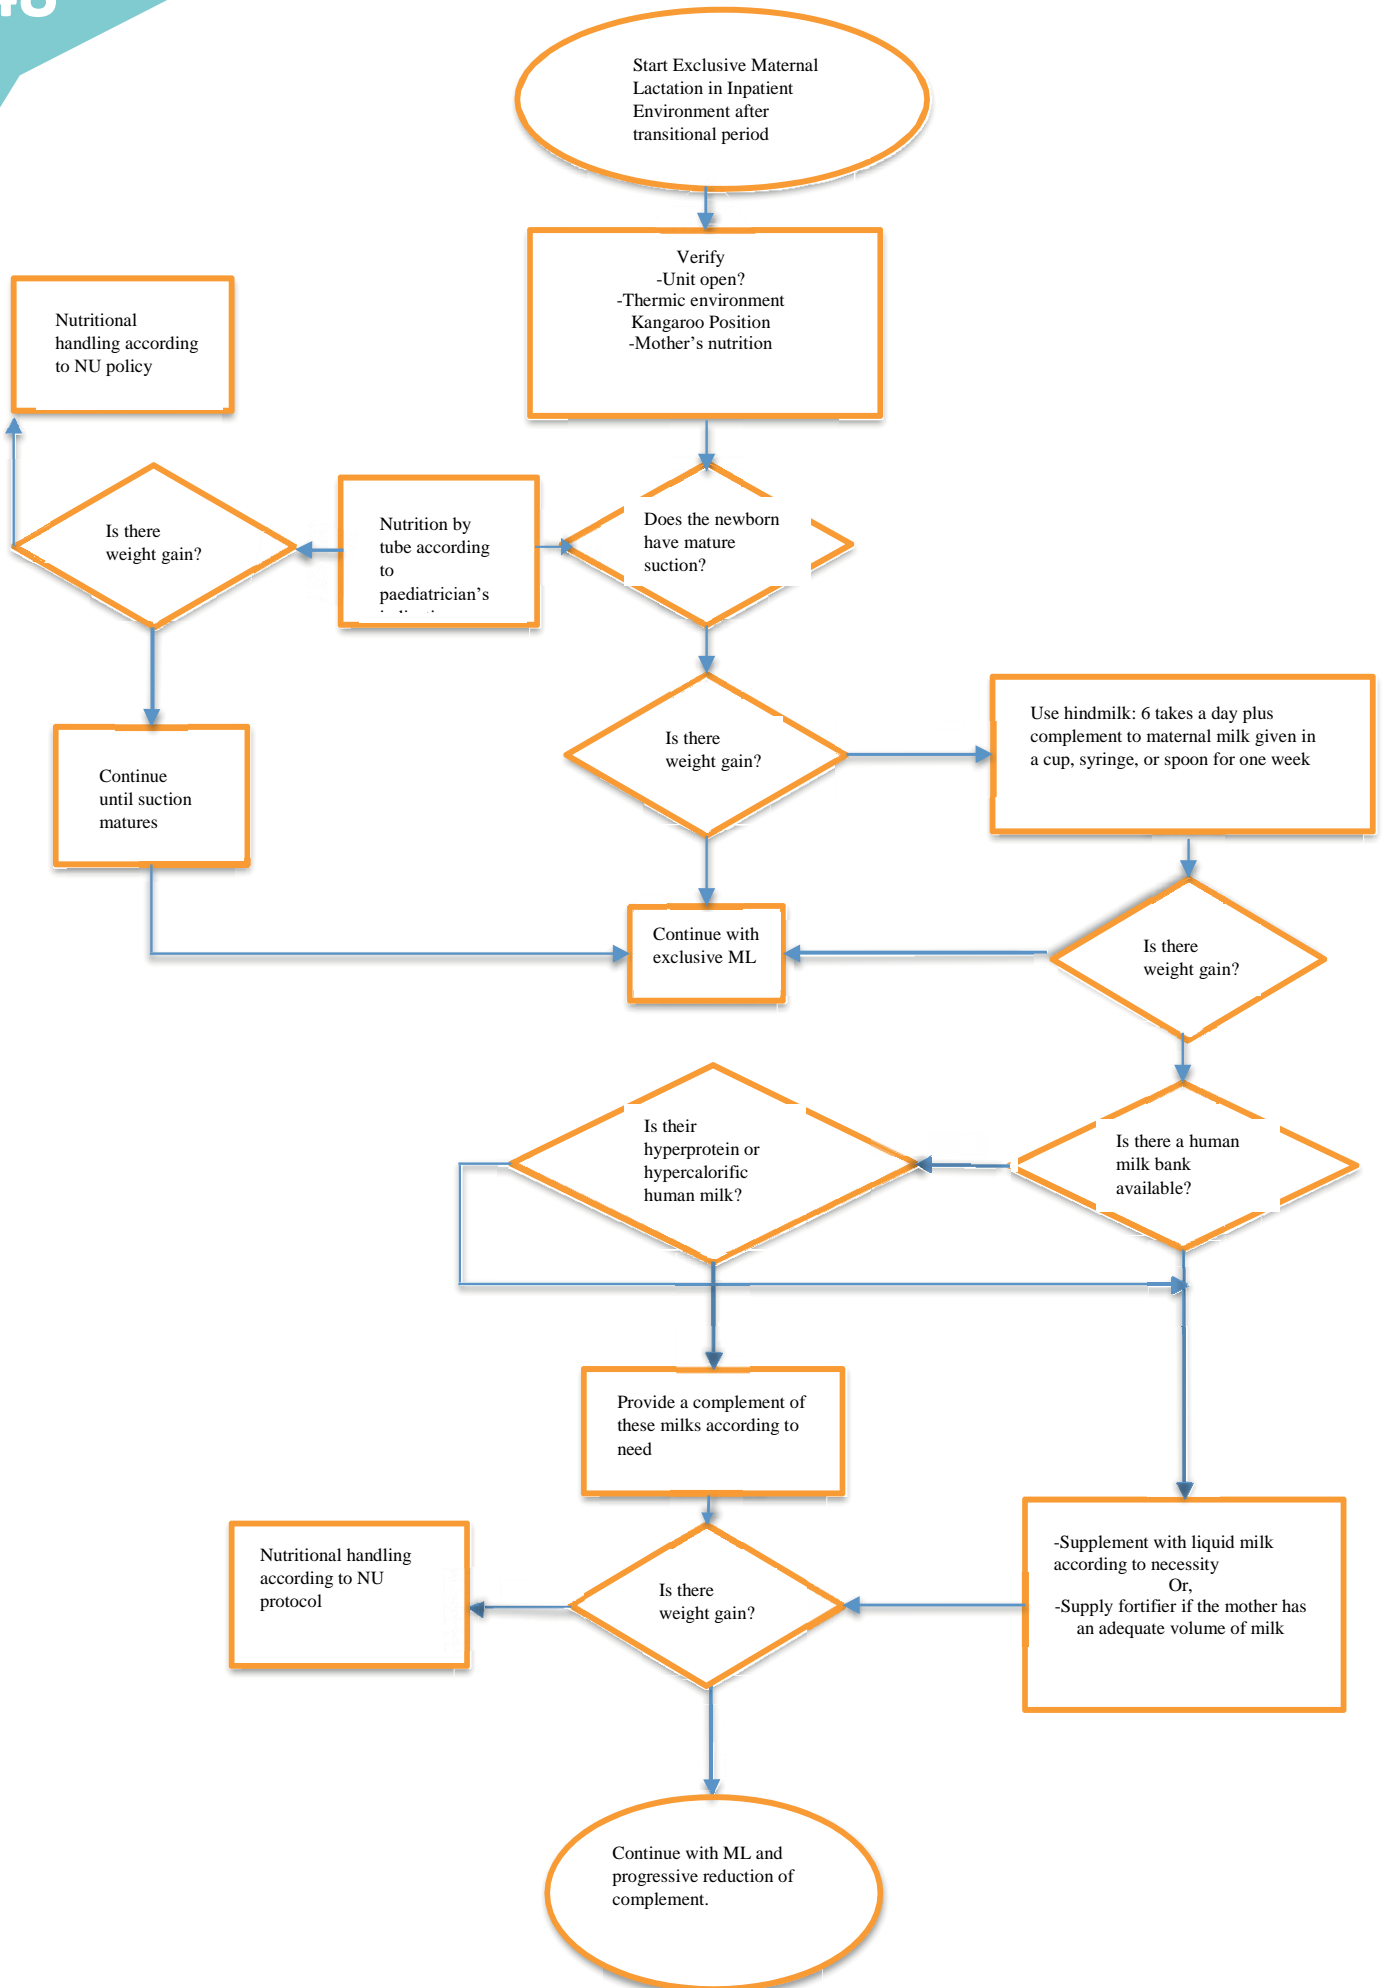 Start Exclusive Maternal
Lactation in Inpatient
Environment after
transitional period
Verify
-Unit open?
-Thermic environment
Kangaroo Position
-Mother's nutrition
Nutritional
handling according
to NU policy
Is there
weight gain?
Nutrition by
tube according
to
paediatrician's
Does the newborn
have mature
suction?
Is there
weight gain?
Use hindmilk: 6 takes a day plus
complement to maternal milk given in
a cup, syringe, or spoon for one week
Continue
until suction
matures
Continue with
exclusive ML
Is there
weight gain?
Is their
hyperprotein or
hypercalorific
human milk?
Is there a human
milk bank
available?
Provide a complement of
these milks according to
need
Nutritional handling
according to NU
protocol
Is there
weight gain?
-Supplement with liquid milk
according to necessity
Or,
-Supply fortifier if the mother has
an adequate volume of milk
Continue with ML and
progressive reduction of
complement.